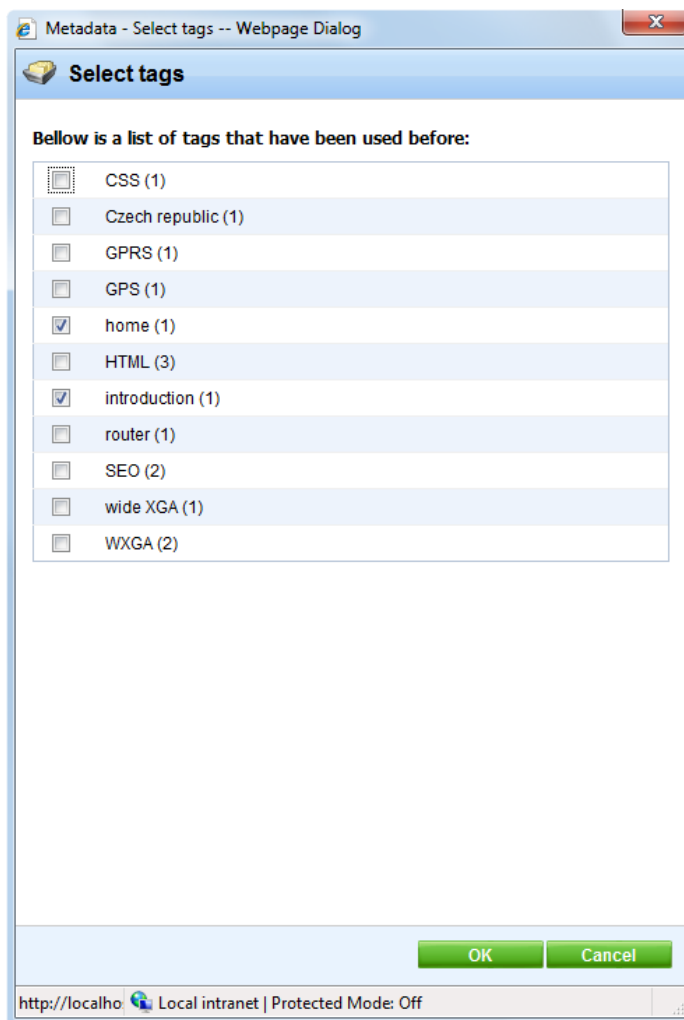 Metadata - Select tags -- Webpage Dialog
Select tags
Bellow is a list of tags that have been used before:
CSS (1)
Czech republic (1)
GPRS (1)
GPS (1)
home (1)
HTML (3)
introduction (1)
router (1)
SEO (2)
wide XGA (1)
WXGA (2)
OK Cancel
http://localho: Local intranet | Protected Mode: Off